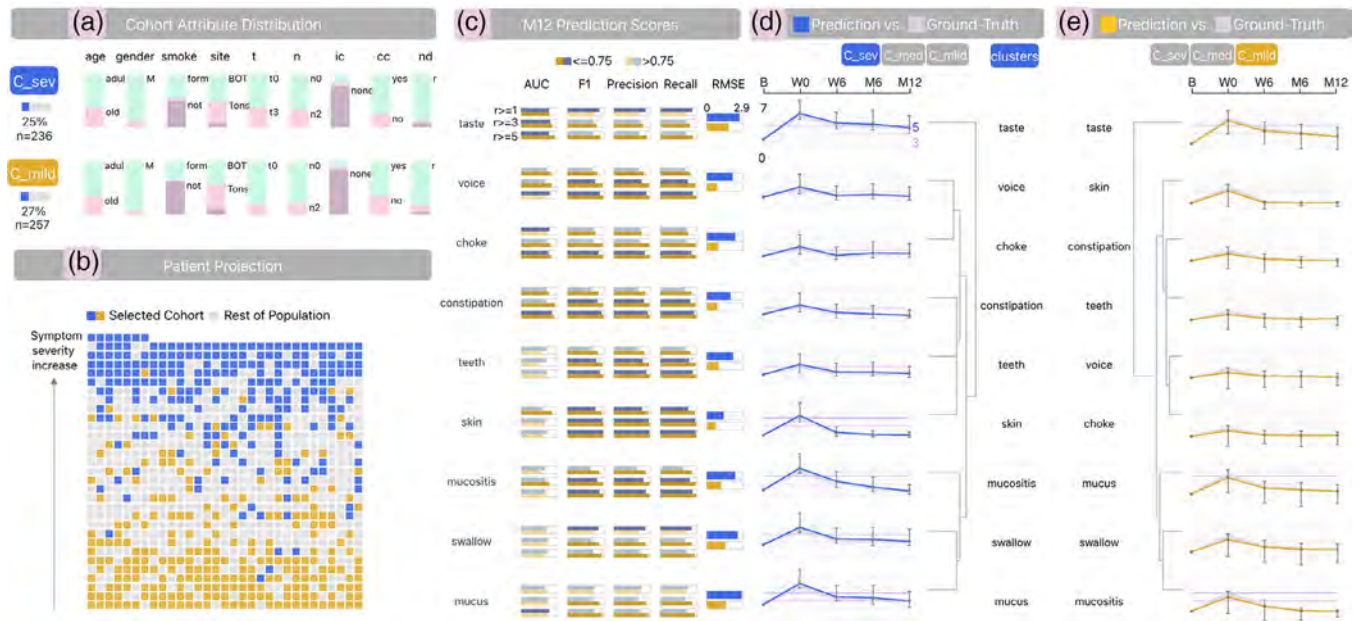 (a) Cohort Attribute Distribution
age gender smoke site t n ic cc nd
C_sev
25%
n=236
adul M form BOT t0 n0 yes r
none
old not Tons t3 n2 no
C_mild
27%
n=257
adul M form BOT t0 n0 yes r
none
old not Tons n2 no
(b) Patient Projection
Selected Cohort Rest of Population
Symptom
severity
increase
(c) M12 Prediction Scores
<=0.75 >0.75
AUC F1 Precision Recall RMSE
0 2.9
r>=1
r>=3
r>=5
taste
voice
choke
constipation
teeth
skin
mucositis
swallow
mucus
(d) Prediction vs. Ground-Truth
C_sev C_mod C_mild clusters
B W0 W6 M6 M12
7
0
5
3
taste
voice
choke
constipation
teeth
skin
mucositis
swallow
mucus
(e) Prediction vs. Ground-Truth
C_sev C_mod C_mild
B W0 W6 M6 M12
taste
skin
constipation
teeth
voice
choke
mucus
swallow
mucositis